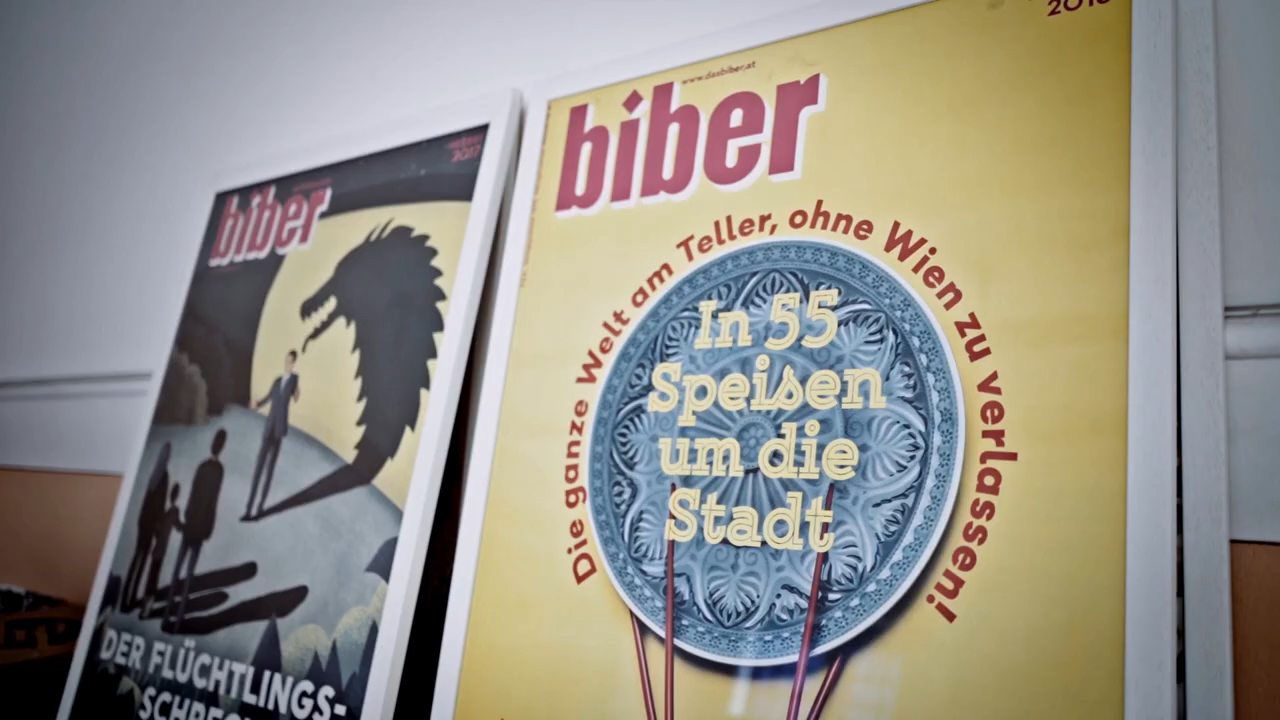 biber
2017
DER FLÜCHTLINGS-
www.dasbiber.at
biber
Die ganze Welt am Teller, ohne Wien zu verlassen!
In 55
Speisen
um die
Stadt